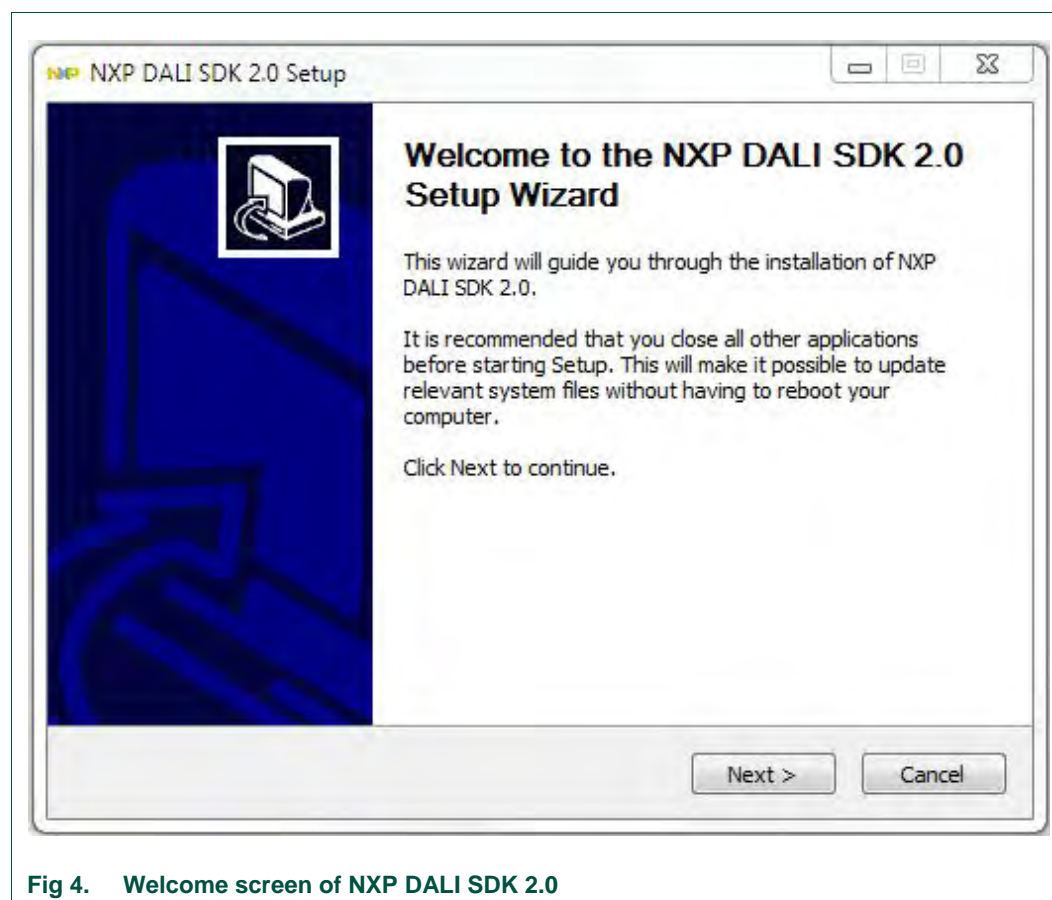 NXP NXP DALI SDK 2.0 Setup
Welcome to the NXP DALI SDK 2.0
Setup Wizard
This wizard will guide you through the installation of NXP
DALI SDK 2.0.
It is recommended that you close all other applications
before starting Setup. This will make it possible to update
relevant system files without having to reboot your
computer.
Click Next to continue.
Next > Cancel
Fig 4. Welcome screen of NXP DALI SDK 2.0